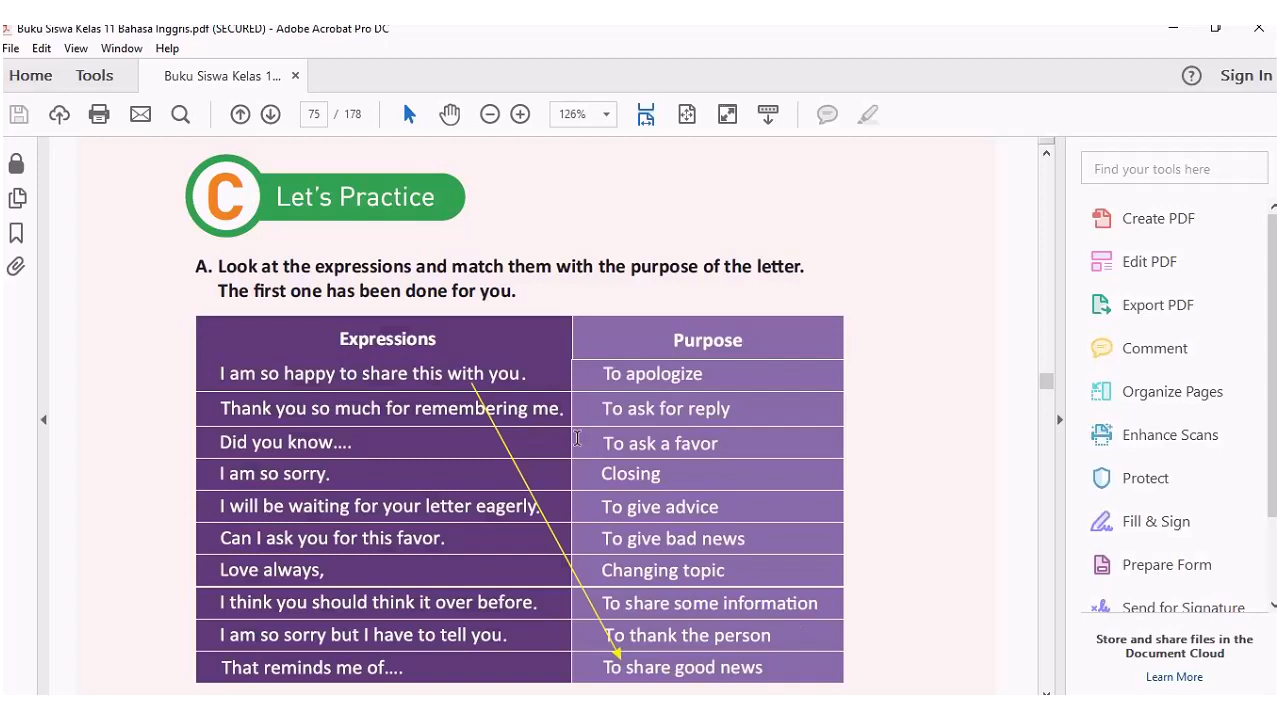 Buku Siswa Kelas 11 Bahasa Inggris.pdf (SECURED) - Adobe Acrobat Pro DC
File Edit View Window Help
Home Tools Buku Siswa Kelas 1... × Sign In
75 / 178 126%
C Let's Practice
A. Look at the expressions and match them with the purpose of the letter.
The first one has been done for you.
Expressions Purpose
I am so happy to share this with you. To apologize
Thank you so much for remembering me. To ask for reply
Did you know.... To ask a favor
I am so sorry. Closing
I will be waiting for your letter eagerly. To give advice
Can I ask you for this favor. To give bad news
Love always, Changing topic
I think you should think it over before. To share some information
I am so sorry but I have to tell you. To thank the person
That reminds me of.... To share good news
Find your tools here
Create PDF
Edit PDF
Export PDF
Comment
Organize Pages
Enhance Scans
Protect
Fill & Sign
Prepare Form
Send for Signature
Store and share files in the
Document Cloud
Learn More